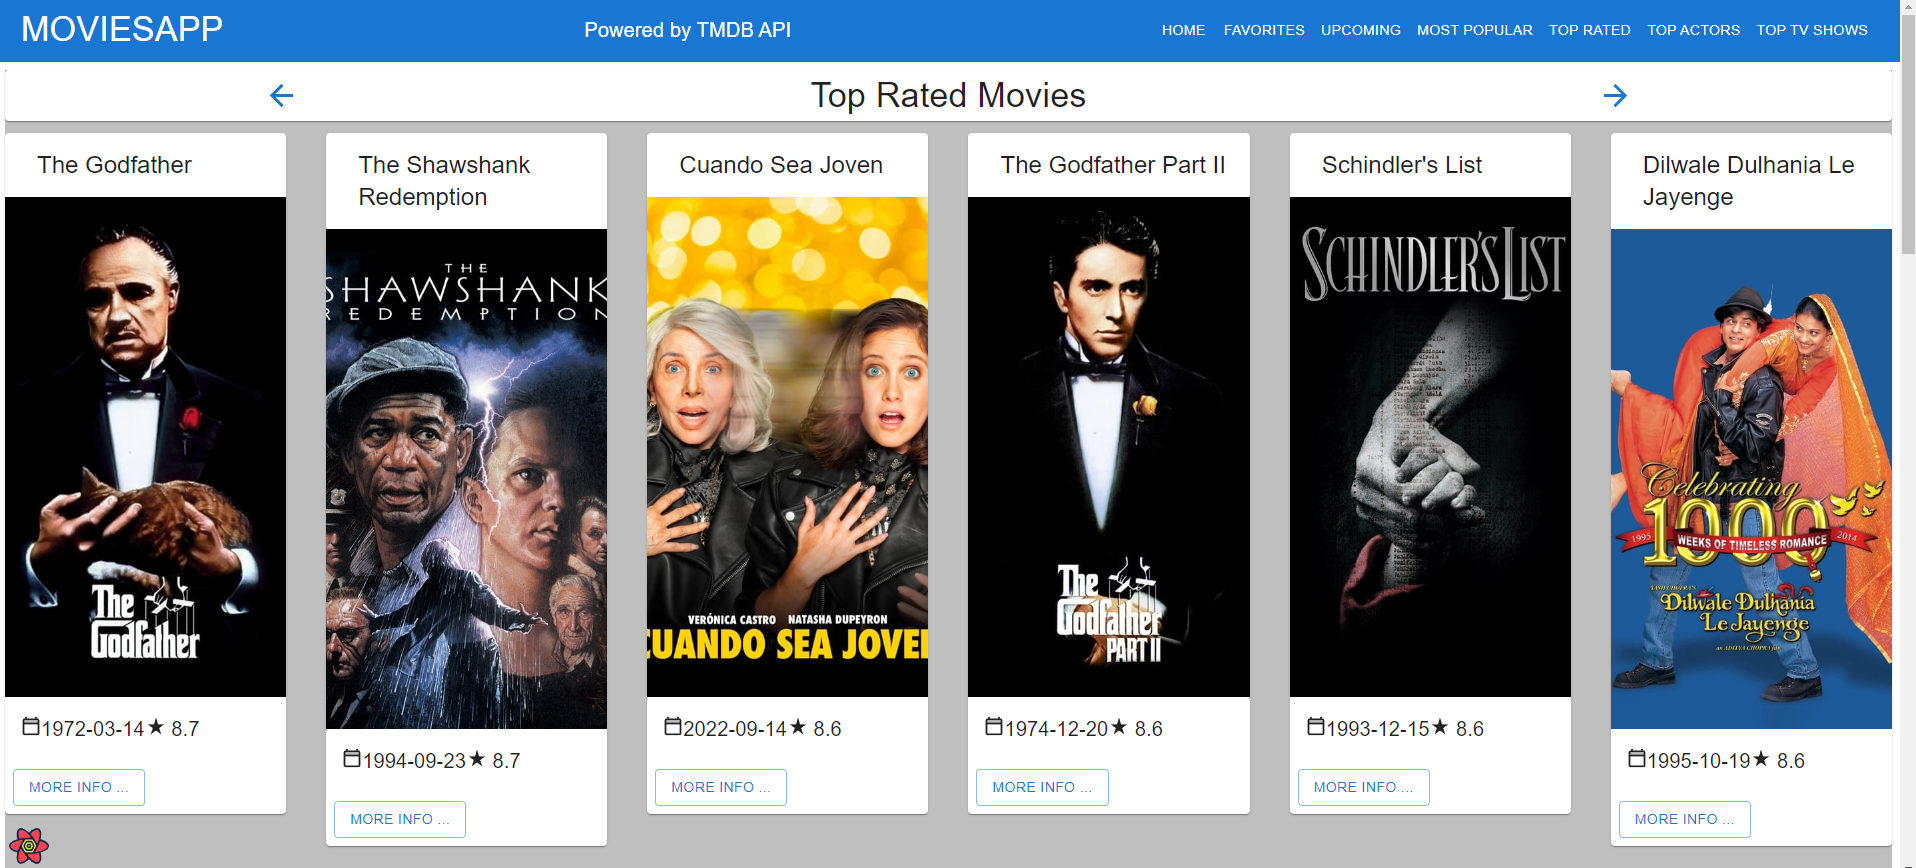 MOVIESAPP
Powered by TMDB API
HOME FAVORITES UPCOMING MOST POPULAR TOP RATED TOP ACTORS TOP TV SHOWS
Top Rated Movies
The Godfather
The
Godfather
1972-03-14 ★ 8.7
MORE INFO ...
The Shawshank
Redemption
THE
SHAWSHANK
REDEMPTION
1994-09-23 ★ 8.7
MORE INFO ...
Cuando Sea Joven
VERÓNICA CASTRO NATASHA DUPEYRON
CUANDO SEA JOVEN
2022-09-14 ★ 8.6
MORE INFO ...
The Godfather Part II
The
Godfather
PART II
1974-12-20 ★ 8.6
MORE INFO ...
Schindler's List
SCHINDLER'S LIST
1993-12-15 ★ 8.6
MORE INFO ...
Dilwale Dulhania Le
Jayenge
Celebrating
1000
1995 WEEKS OF TIMELESS ROMANCE 2014
Dilwale Dulhania
Le Jayenge
an ADITYA CHOPRA film
1995-10-19 ★ 8.6
MORE INFO ...